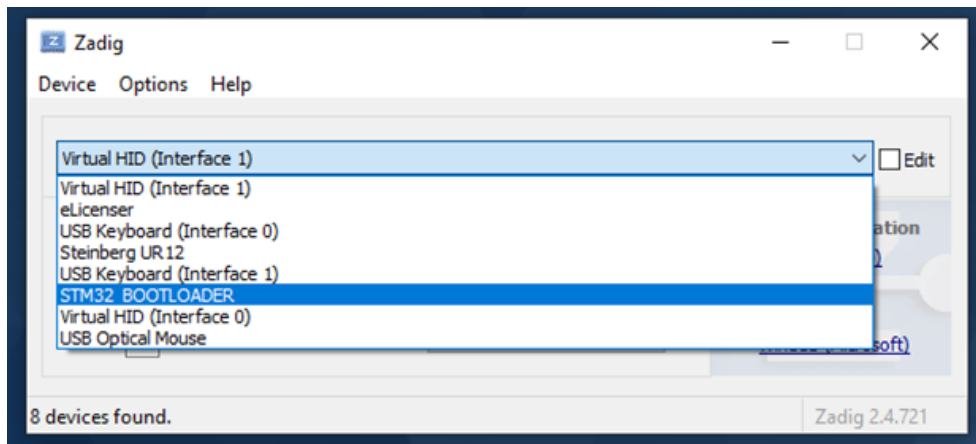 Zadig
Device Options Help
Virtual HID (Interface 1)
Edit
Virtual HID (Interface 1)
eLicenser
USB Keyboard (Interface 0)
Steinberg UR12
USB Keyboard (Interface 1)
STM32 BOOTLOADER
Virtual HID (Interface 0)
USB Optical Mouse
8 devices found.
Zadig 2.4.721